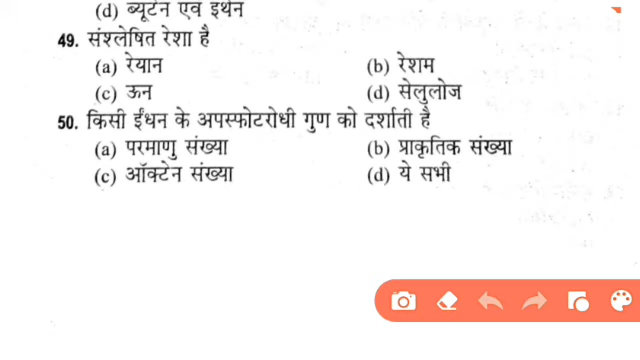 (d) ब्यूटेन एवं इथेन
49. संश्लेषित रेशा है
(a) रेयान (b) रेशम
(c) ऊन (d) सेलुलोज
50. किसी ईंधन के अपस्फोटरोधी गुण को दर्शाती है
(a) परमाणु संख्या (b) प्राकृतिक संख्या
(c) ऑक्टेन संख्या (d) ये सभी